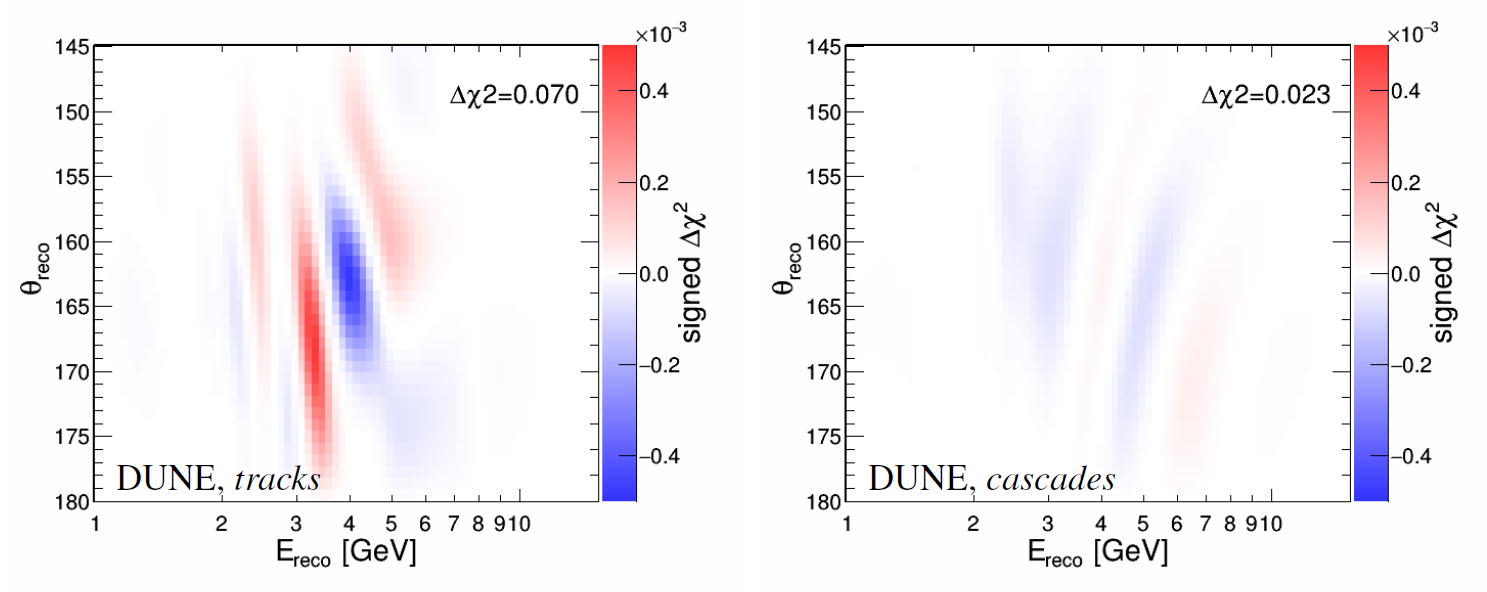 ×10⁻³
145
150
155
160
165
170
175
180
θreco
Δχ2=0.070
DUNE, tracks
0.4
0.2
0.0
−0.2
−0.4
signed Δχ²
1 2 3 4 5 6 7 8 910
Ereco [GeV]
×10⁻³
145
150
155
160
165
170
175
180
θreco
Δχ2=0.023
DUNE, cascades
0.4
0.2
0.0
−0.2
−0.4
signed Δχ²
1 2 3 4 5 6 7 8 910
Ereco [GeV]